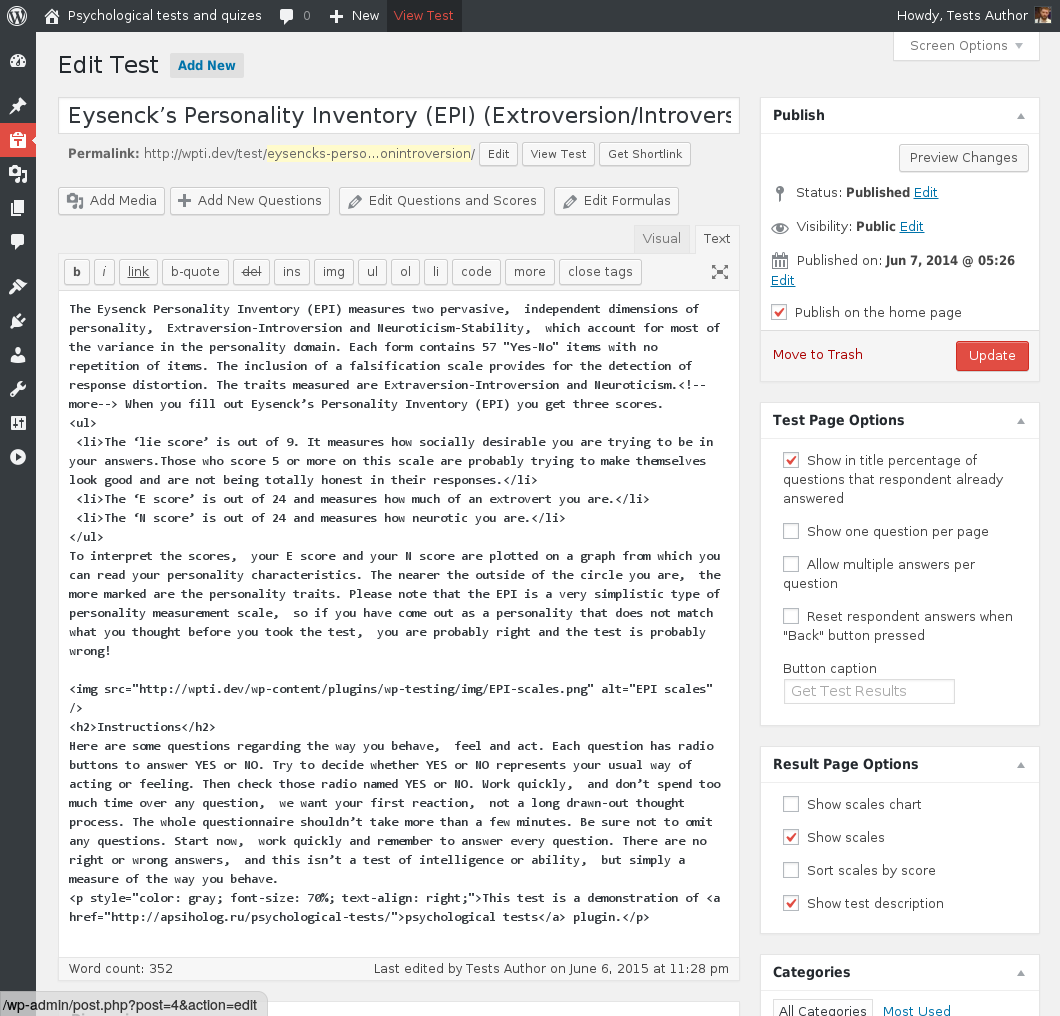 Psychological tests and quizes 0 New View Test Howdy, Tests Author
Screen Options
Edit Test Add New
Eysenck’s Personality Inventory (EPI) (Extroversion/Introvers
Permalink: http://wpti.dev/test/eysencks-perso…onintroversion/ Edit View Test Get Shortlink
Add Media Add New Questions Edit Questions and Scores Edit Formulas
Visual Text
b i link b-quote del ins img ul ol li code more close tags
The Eysenck Personality Inventory (EPI) measures two pervasive,  independent dimensions of
personality,  Extraversion-Introversion and Neuroticism-Stability,  which account for most of
the variance in the personality domain. Each form contains 57 "Yes-No" items with no
repetition of items. The inclusion of a falsification scale provides for the detection of
response distortion. The traits measured are Extraversion-Introversion and Neuroticism.<!--
more--> When you fill out Eysenck’s Personality Inventory (EPI) you get three scores.
<ul>
<li>The ‘lie score’ is out of 9. It measures how socially desirable you are trying to be in
your answers.Those who score 5 or more on this scale are probably trying to make themselves
look good and are not being totally honest in their responses.</li>
<li>The ‘E score’ is out of 24 and measures how much of an extrovert you are.</li>
<li>The ‘N score’ is out of 24 and measures how neurotic you are.</li>
</ul>
To interpret the scores,  your E score and your N score are plotted on a graph from which you
can read your personality characteristics. The nearer the outside of the circle you are,  the
more marked are the personality traits. Please note that the EPI is a very simplistic type of
personality measurement scale,  so if you have come out as a personality that does not match
what you thought before you took the test,  you are probably right and the test is probably
wrong!
<img src="http://wpti.dev/wp-content/plugins/wp-testing/img/EPI-scales.png" alt="EPI scales"
/>
<h2>Instructions</h2>
Here are some questions regarding the way you behave,  feel and act. Each question has radio
buttons to answer YES or NO. Try to decide whether YES or NO represents your usual way of
acting or feeling. Then check those radio named YES or NO. Work quickly,  and don’t spend too
much time over any question,  we want your first reaction,  not a long drawn-out thought
process. The whole questionnaire shouldn’t take more than a few minutes. Be sure not to omit
any questions. Start now,  work quickly and remember to answer every question. There are no
right or wrong answers,  and this isn’t a test of intelligence or ability,  but simply a
measure of the way you behave.
<p style="color: gray; font-size: 70%; text-align: right;">This test is a demonstration of <a
href="http://apsiholog.ru/psychological-tests/">psychological tests</a> plugin.</p>
Word count: 352 Last edited by Tests Author on June 6, 2015 at 11:28 pm
/wp-admin/post.php?post=4&action=edit
Publish
Preview Changes
Status: Published Edit
Visibility: Public Edit
Published on: Jun 7, 2014 @ 05:26
Edit
Publish on the home page
Move to Trash Update
Test Page Options
Show in title percentage of
questions that respondent already
answered
Show one question per page
Allow multiple answers per
question
Reset respondent answers when
"Back" button pressed
Button caption
Get Test Results
Result Page Options
Show scales chart
Show scales
Sort scales by score
Show test description
Categories
All Categories Most Used